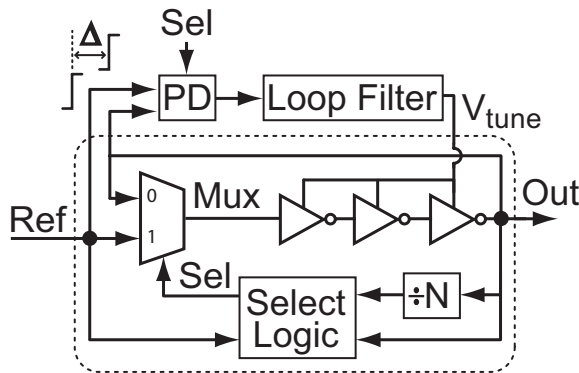 Δ
Sel
PD
Loop Filter
V_tune
0
Mux
Out
Ref
1
Sel
Select
Logic
÷N